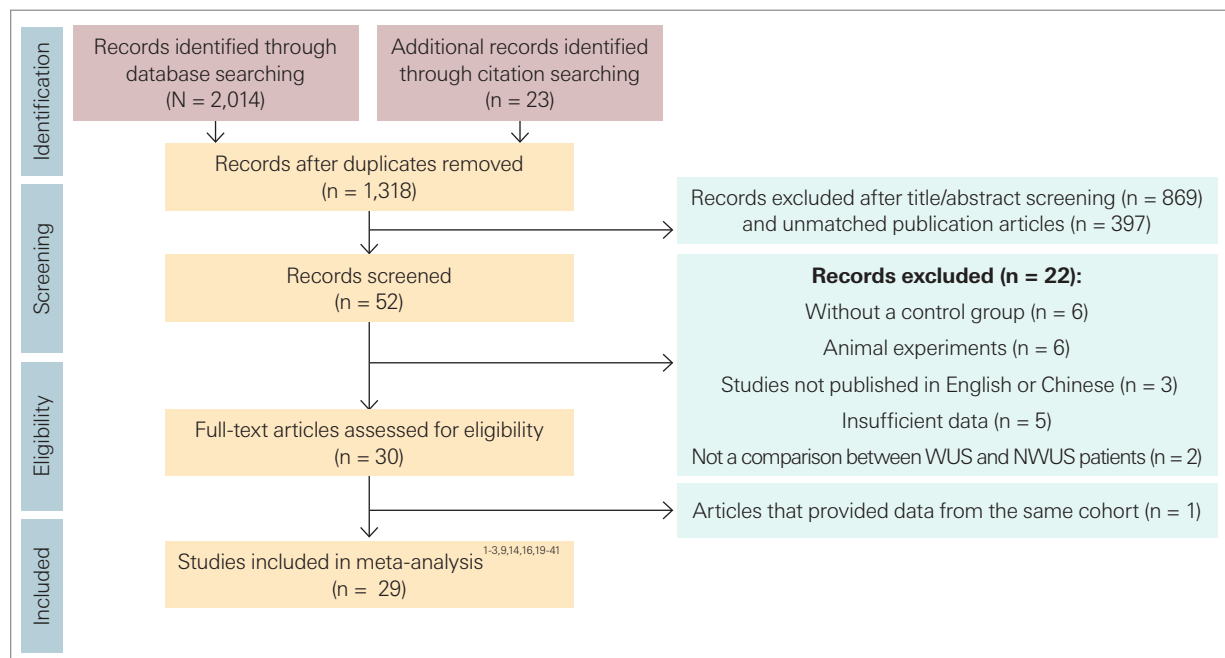 Identification
Records identified through
database searching
(N = 2,014)
Additional records identified
through citation searching
(n = 23)
Records after duplicates removed
(n = 1,318)
Screening
Records excluded after title/abstract screening (n = 869)
and unmatched publication articles (n = 397)
Records screened
(n = 52)
Records excluded (n = 22):
Without a control group (n = 6)
Animal experiments (n = 6)
Studies not published in English or Chinese (n = 3)
Insufficient data (n = 5)
Not a comparison between WUS and NWUS patients (n = 2)
Eligibility
Full-text articles assessed for eligibility
(n = 30)
Articles that provided data from the same cohort (n = 1)
Included
Studies included in meta-analysis1-3,9,14,16,19-41
(n = 29)